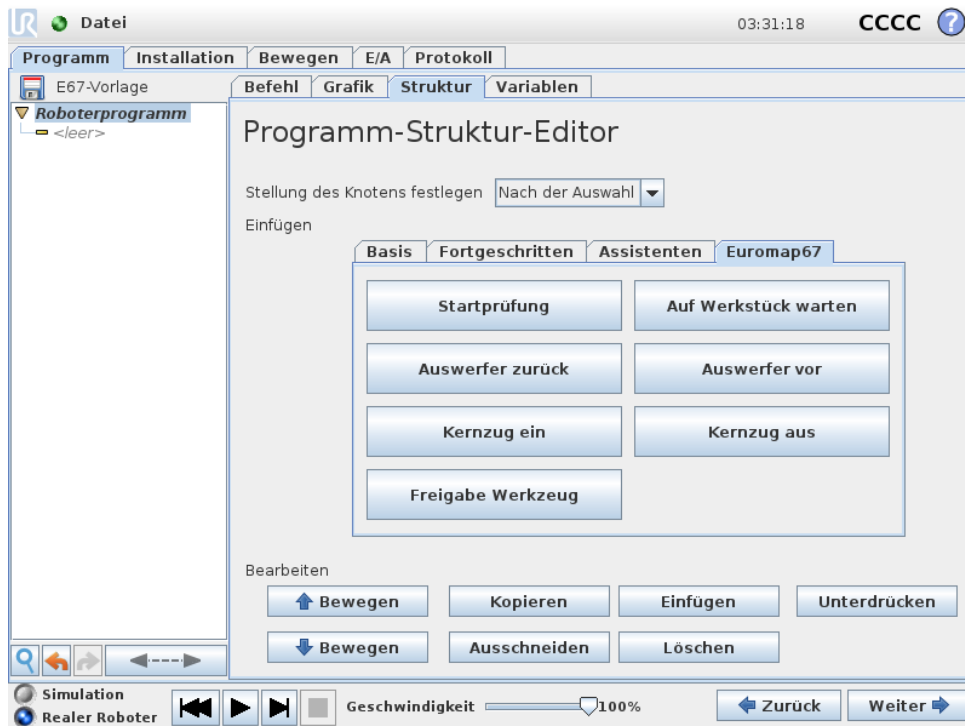 UR Datei 03:31:18 CCCC ?
Programm Installation Bewegen E/A Protokoll
E67-Vorlage
Befehl Grafik Struktur Variablen
Roboterprogramm
<leer>
Programm-Struktur-Editor
Stellung des Knotens festlegen Nach der Auswahl
Einfügen
Basis Fortgeschritten Assistenten Euromap67
Startprüfung Auf Werkstück warten
Auswerfer zurück Auswerfer vor
Kernzug ein Kernzug aus
Freigabe Werkzeug
Bearbeiten
Bewegen Kopieren Einfügen Unterdrücken
Bewegen Ausschneiden Löschen
Simulation
Realer Roboter
Geschwindigkeit 100% Zurück Weiter